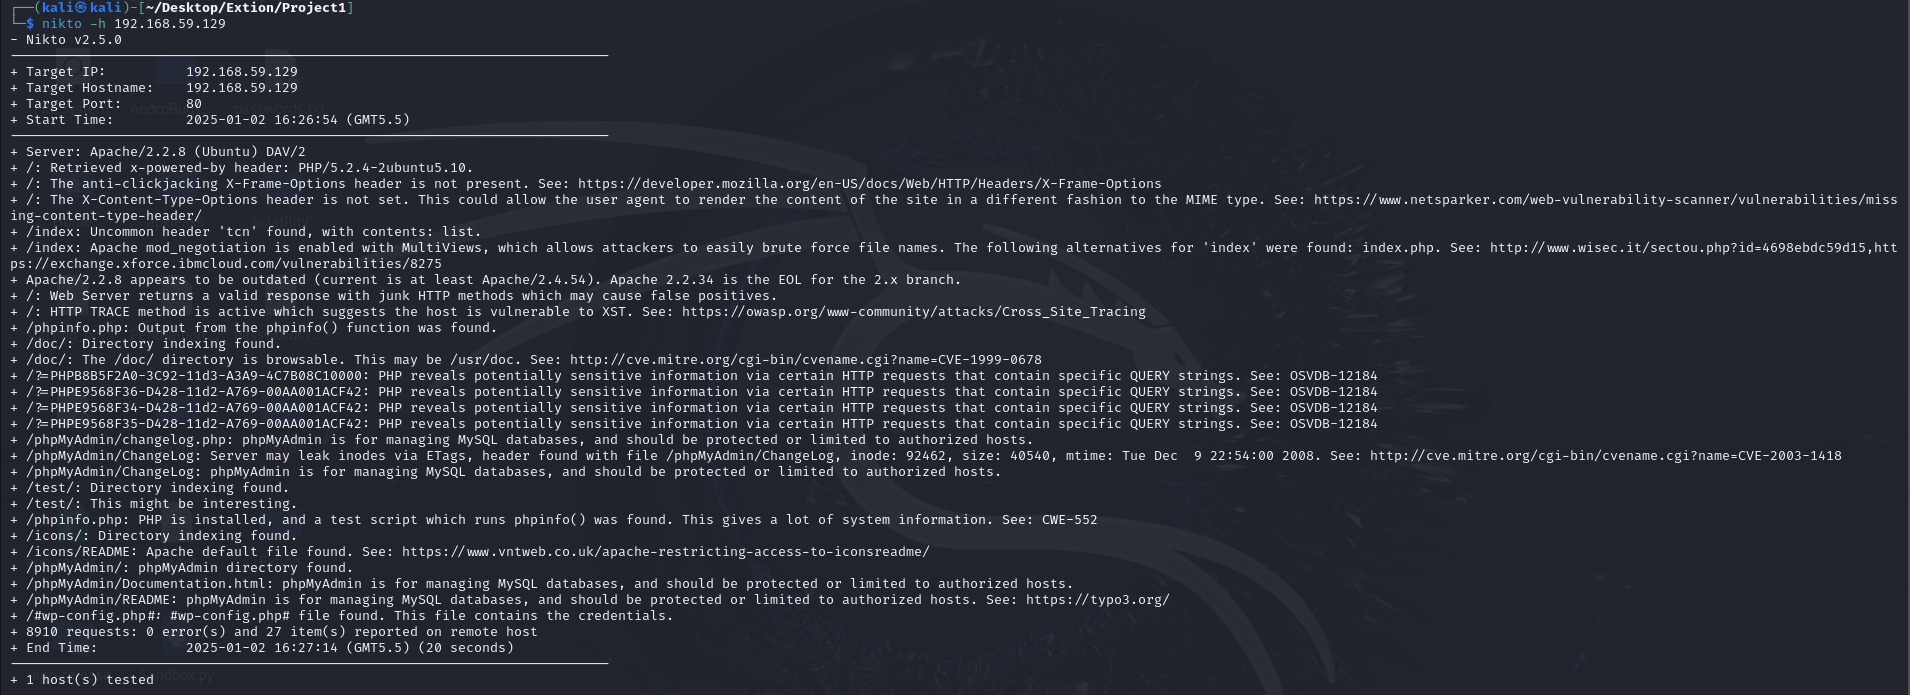 ┌──(kali㉿kali)-[~/Desktop/Extion/Project1]
└─$ nikto -h 192.168.59.129
- Nikto v2.5.0
+ Target IP:          192.168.59.129
+ Target Hostname:    192.168.59.129
+ Target Port:        80
+ Start Time:         2025-01-02 16:26:54 (GMT5.5)
+ Server: Apache/2.2.8 (Ubuntu) DAV/2
+ /: Retrieved x-powered-by header: PHP/5.2.4-2ubuntu5.10.
+ /: The anti-clickjacking X-Frame-Options header is not present. See: https://developer.mozilla.org/en-US/docs/Web/HTTP/Headers/X-Frame-Options
+ /: The X-Content-Type-Options header is not set. This could allow the user agent to render the content of the site in a different fashion to the MIME type. See: https://www.netsparker.com/web-vulnerability-scanner/vulnerabilities/miss
ing-content-type-header/
+ /index: Uncommon header 'tcn' found, with contents: list.
+ /index: Apache mod_negotiation is enabled with MultiViews, which allows attackers to easily brute force file names. The following alternatives for 'index' were found: index.php. See: http://www.wisec.it/sectou.php?id=4698ebdc59d15,htt
ps://exchange.xforce.ibmcloud.com/vulnerabilities/8275
+ Apache/2.2.8 appears to be outdated (current is at least Apache/2.4.54). Apache 2.2.34 is the EOL for the 2.x branch.
+ /: Web Server returns a valid response with junk HTTP methods which may cause false positives.
+ /: HTTP TRACE method is active which suggests the host is vulnerable to XST. See: https://owasp.org/www-community/attacks/Cross_Site_Tracing
+ /phpinfo.php: Output from the phpinfo() function was found.
+ /doc/: Directory indexing found.
+ /doc/: The /doc/ directory is browsable. This may be /usr/doc. See: http://cve.mitre.org/cgi-bin/cvename.cgi?name=CVE-1999-0678
+ /?=PHPB8B5F2A0-3C92-11d3-A3A9-4C7B08C10000: PHP reveals potentially sensitive information via certain HTTP requests that contain specific QUERY strings. See: OSVDB-12184
+ /?=PHPE9568F36-D428-11d2-A769-00AA001ACF42: PHP reveals potentially sensitive information via certain HTTP requests that contain specific QUERY strings. See: OSVDB-12184
+ /?=PHPE9568F34-D428-11d2-A769-00AA001ACF42: PHP reveals potentially sensitive information via certain HTTP requests that contain specific QUERY strings. See: OSVDB-12184
+ /?=PHPE9568F35-D428-11d2-A769-00AA001ACF42: PHP reveals potentially sensitive information via certain HTTP requests that contain specific QUERY strings. See: OSVDB-12184
+ /phpMyAdmin/changelog.php: phpMyAdmin is for managing MySQL databases, and should be protected or limited to authorized hosts.
+ /phpMyAdmin/ChangeLog: Server may leak inodes via ETags, header found with file /phpMyAdmin/ChangeLog, inode: 92462, size: 40540, mtime: Tue Dec  9 22:54:00 2008. See: http://cve.mitre.org/cgi-bin/cvename.cgi?name=CVE-2003-1418
+ /phpMyAdmin/ChangeLog: phpMyAdmin is for managing MySQL databases, and should be protected or limited to authorized hosts.
+ /test/: Directory indexing found.
+ /test/: This might be interesting.
+ /phpinfo.php: PHP is installed, and a test script which runs phpinfo() was found. This gives a lot of system information. See: CWE-552
+ /icons/: Directory indexing found.
+ /icons/README: Apache default file found. See: https://www.vntweb.co.uk/apache-restricting-access-to-iconsreadme/
+ /phpMyAdmin/: phpMyAdmin directory found.
+ /phpMyAdmin/Documentation.html: phpMyAdmin is for managing MySQL databases, and should be protected or limited to authorized hosts.
+ /phpMyAdmin/README: phpMyAdmin is for managing MySQL databases, and should be protected or limited to authorized hosts. See: https://typo3.org/
+ /#wp-config.php#: #wp-config.php# file found. This file contains the credentials.
+ 8910 requests: 0 error(s) and 27 item(s) reported on remote host
+ End Time:           2025-01-02 16:27:14 (GMT5.5) (20 seconds)
+ 1 host(s) tested